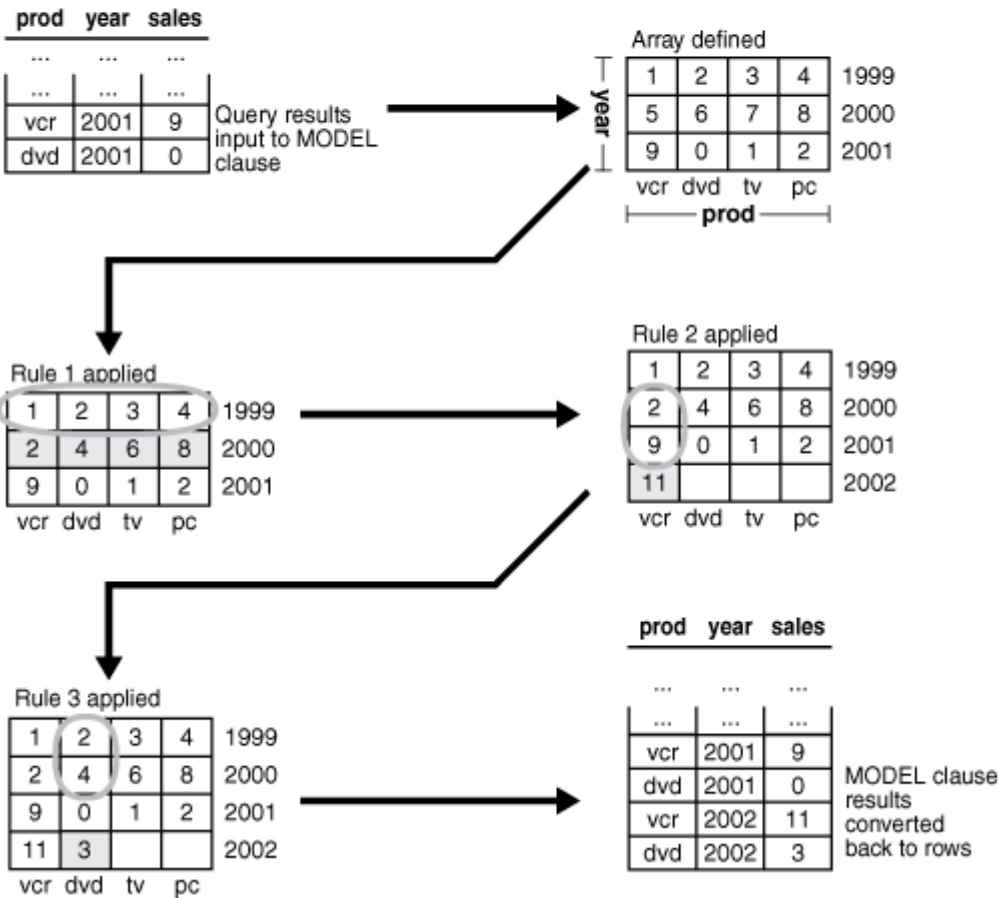 prod year sales
... ... ...
... ... ...
vcr 2001 9
dvd 2001 0
Query results
input to MODEL
clause
Array defined
year
1 2 3 4 1999
5 6 7 8 2000
9 0 1 2 2001
vcr dvd tv pc
prod
Rule 1 applied
1 2 3 4 1999
2 4 6 8 2000
9 0 1 2 2001
vcr dvd tv pc
Rule 2 applied
1 2 3 4 1999
2 4 6 8 2000
9 0 1 2 2001
11 2002
vcr dvd tv pc
Rule 3 applied
1 2 3 4 1999
2 4 6 8 2000
9 0 1 2 2001
11 3 2002
vcr dvd tv pc
prod year sales
... ... ...
... ... ...
vcr 2001 9
dvd 2001 0
vcr 2002 11
dvd 2002 3
MODEL clause
results
converted
back to rows